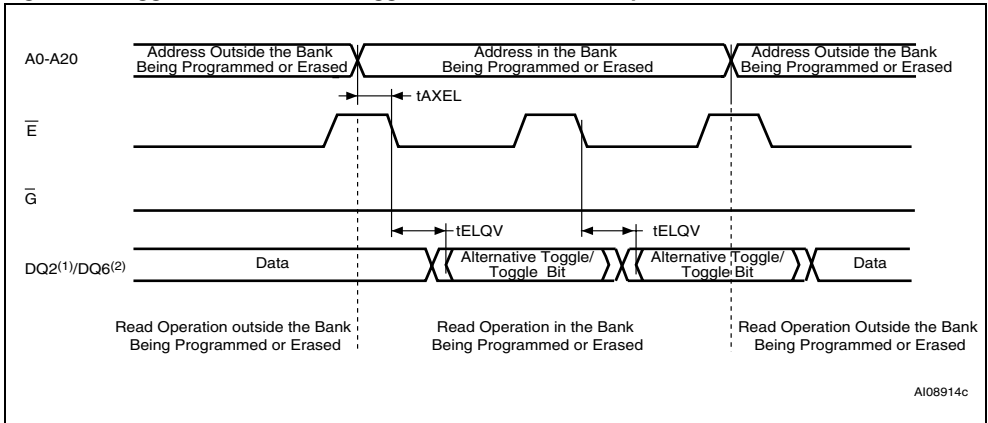 A0-A20
Address Outside the Bank
Being Programmed or Erased
Address in the Bank
Being Programmed or Erased
Address Outside the Bank
Being Programmed or Erased
tAXEL
E
G
tELQV
tELQV
DQ2(1)/DQ6(2)
Data
Alternative Toggle/
Toggle Bit
Alternative Toggle/
Toggle Bit
Data
Read Operation outside the Bank
Being Programmed or Erased
Read Operation in the Bank
Being Programmed or Erased
Read Operation Outside the Bank
Being Programmed or Erased
AI08914c